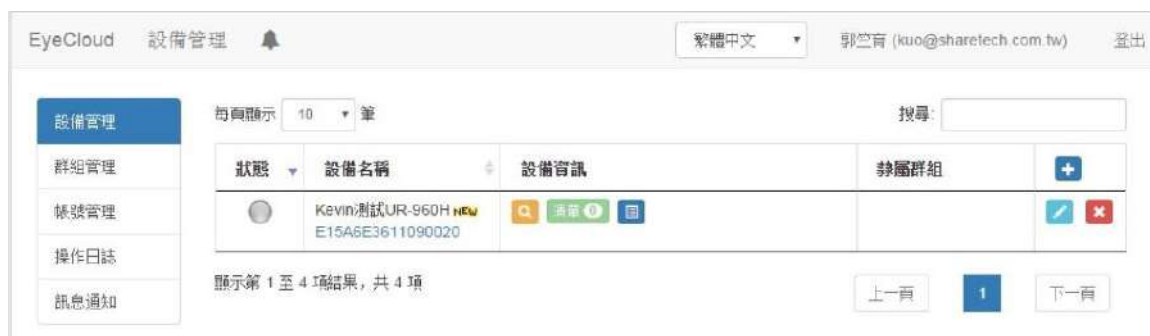 EyeCloud 設備管理 繁體中文 郭竺育 (kuo@sharetech.com.tw) 登出
設備管理
群組管理
帳號管理
操作日誌
訊息通知
每頁顯示 10 筆 搜尋:
狀態 設備名稱 設備資訊 隸屬群組
Kevin測試UR-960H NEW 清單 0
E15A6E3611090020
顯示第 1 至 4 項結果，共 4 項
上一頁 1 下一頁